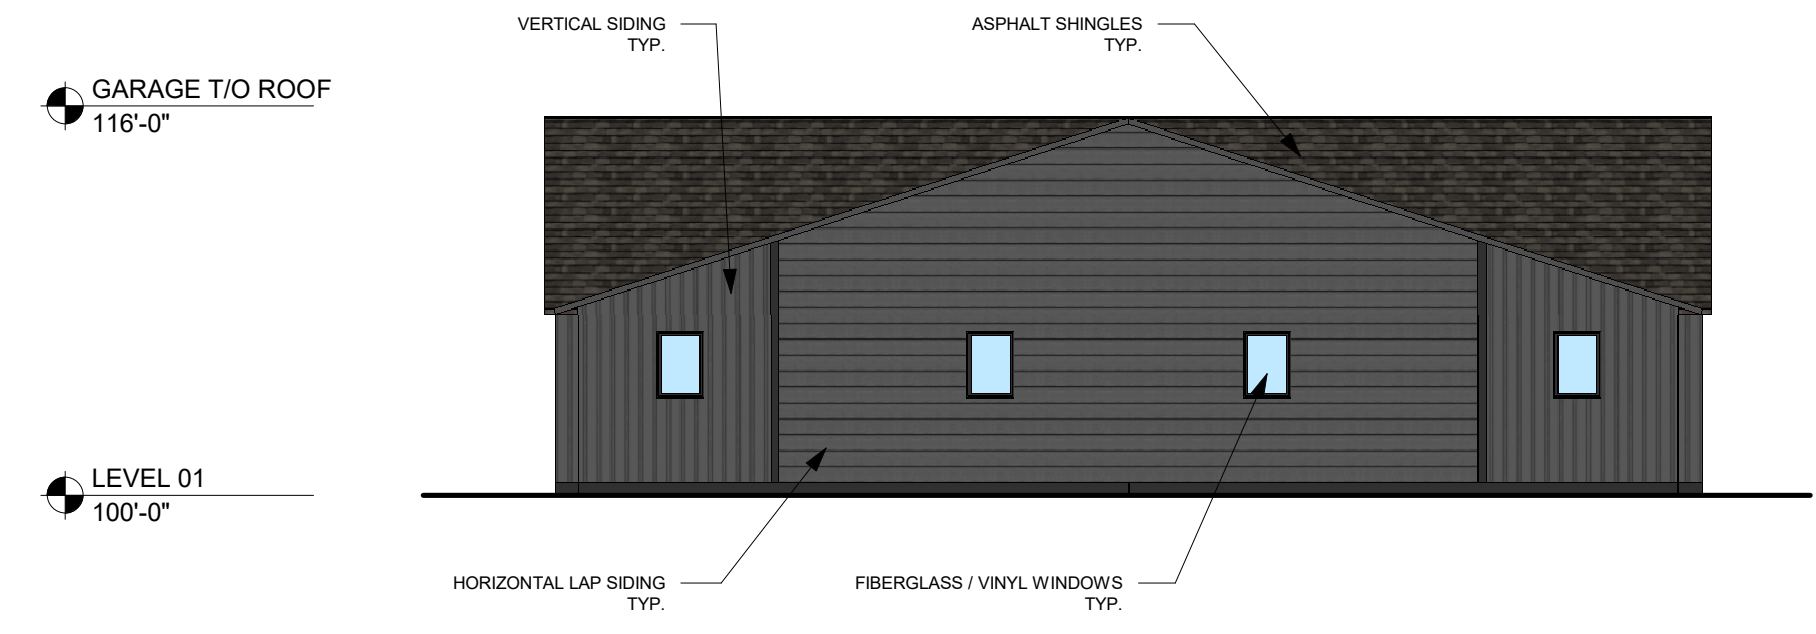 VERTICAL SIDING
TYP.
ASPHALT SHINGLES
TYP.
GARAGE T/O ROOF
116'-0"
LEVEL 01
100'-0"
HORIZONTAL LAP SIDING
TYP.
FIBERGLASS / VINYL WINDOWS
TYP.